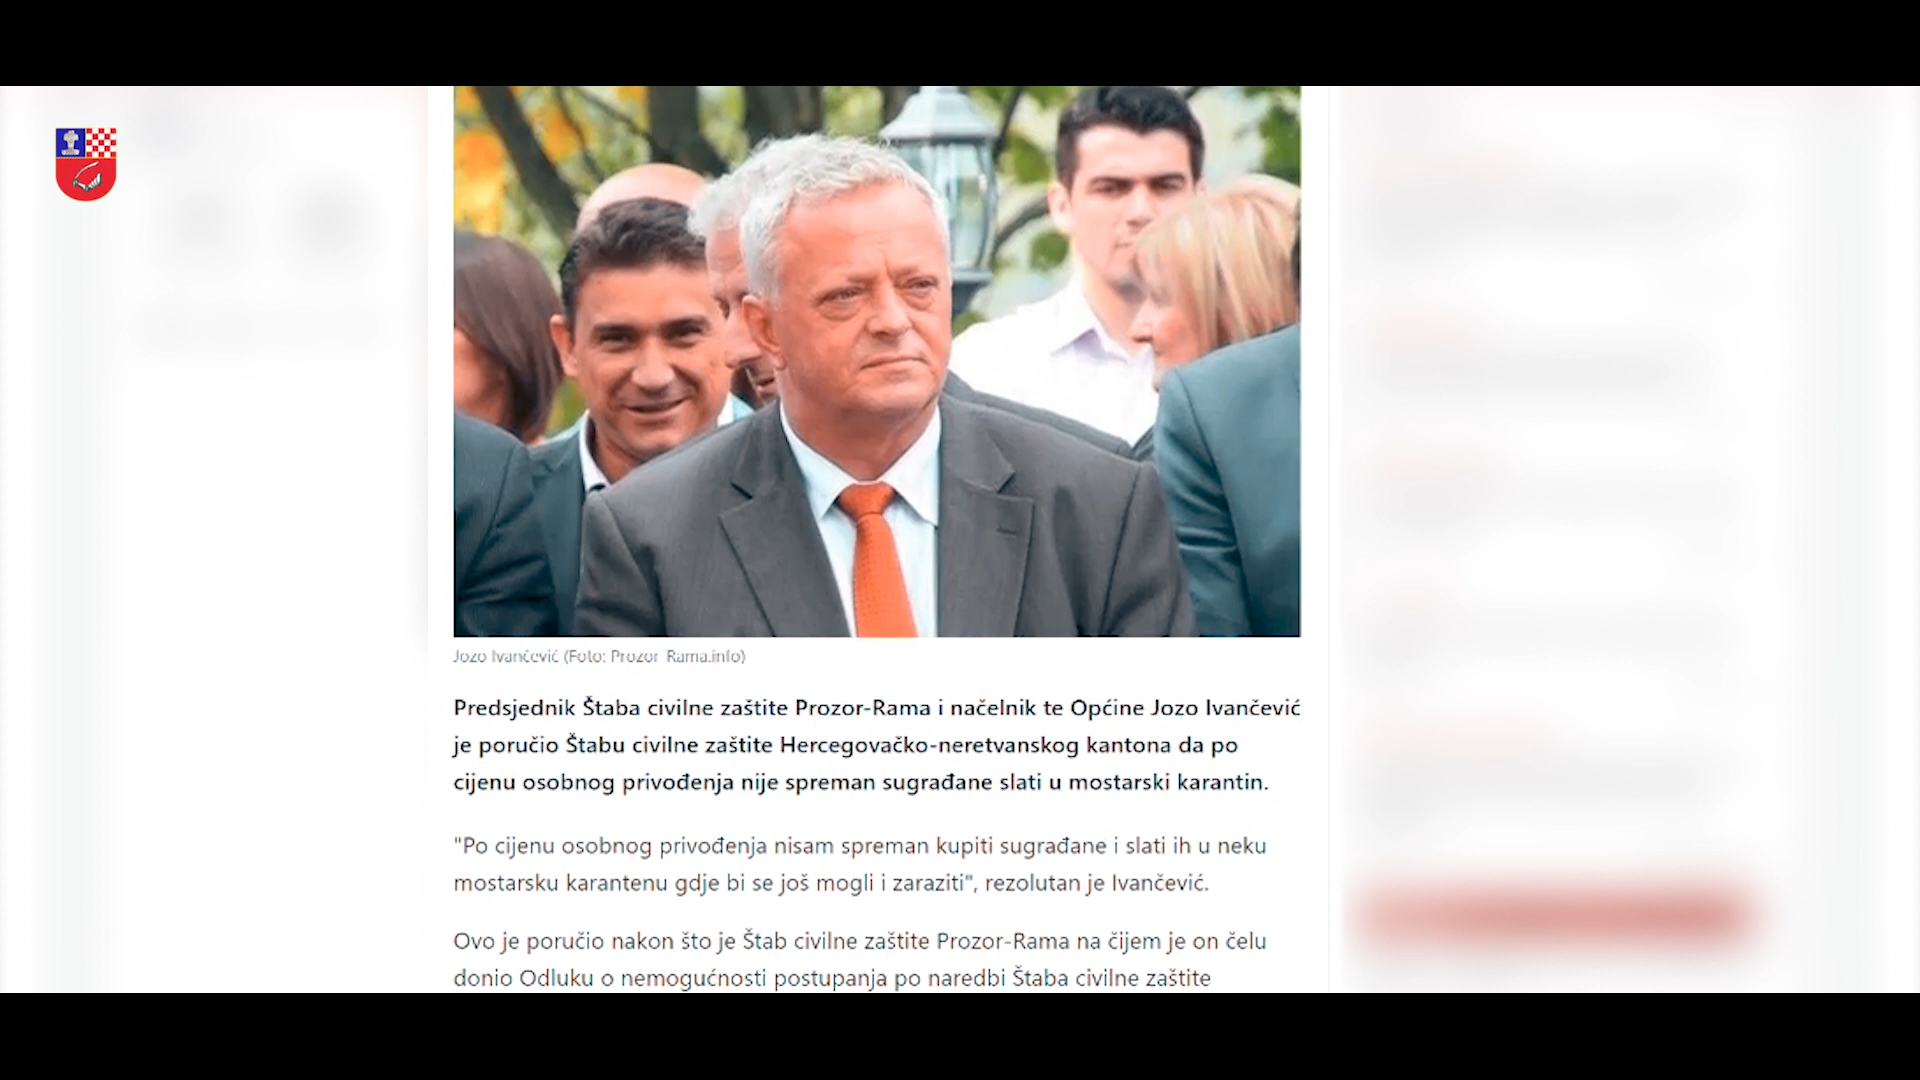 Jozo Ivančević (Foto: Prozor-Rama.info)
Predsjednik Štaba civilne zaštite Prozor-Rama i načelnik te Općine Jozo Ivančević
je poručio Štabu civilne zaštite Hercegovačko-neretvanskog kantona da po
cijenu osobnog privođenja nije spreman sugrađane slati u mostarski karantin.
"Po cijenu osobnog privođenja nisam spreman kupiti sugrađane i slati ih u neku
mostarsku karantenu gdje bi se još mogli i zaraziti", rezolutan je Ivančević.
Ovo je poručio nakon što je Štab civilne zaštite Prozor-Rama na čijem je on čelu
donio Odluku o nemogućnosti postupanja po naredbi Štaba civilne zaštite